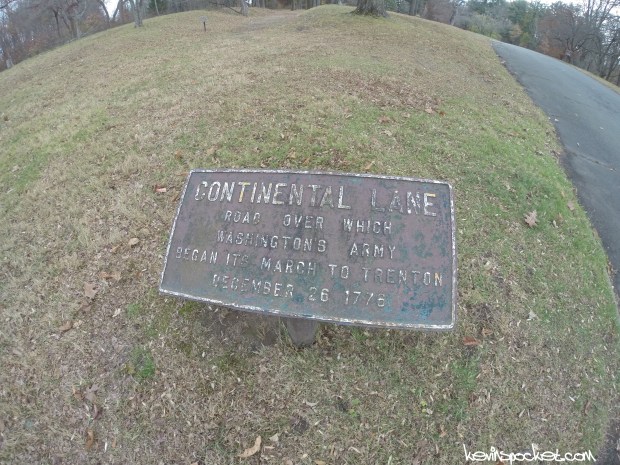 CONTINENTAL LANE
ROAD OVER WHICH
WASHINGTON'S ARMY
BEGAN ITS MARCH TO TRENTON
DECEMBER 26 1776
kevinspocket.com